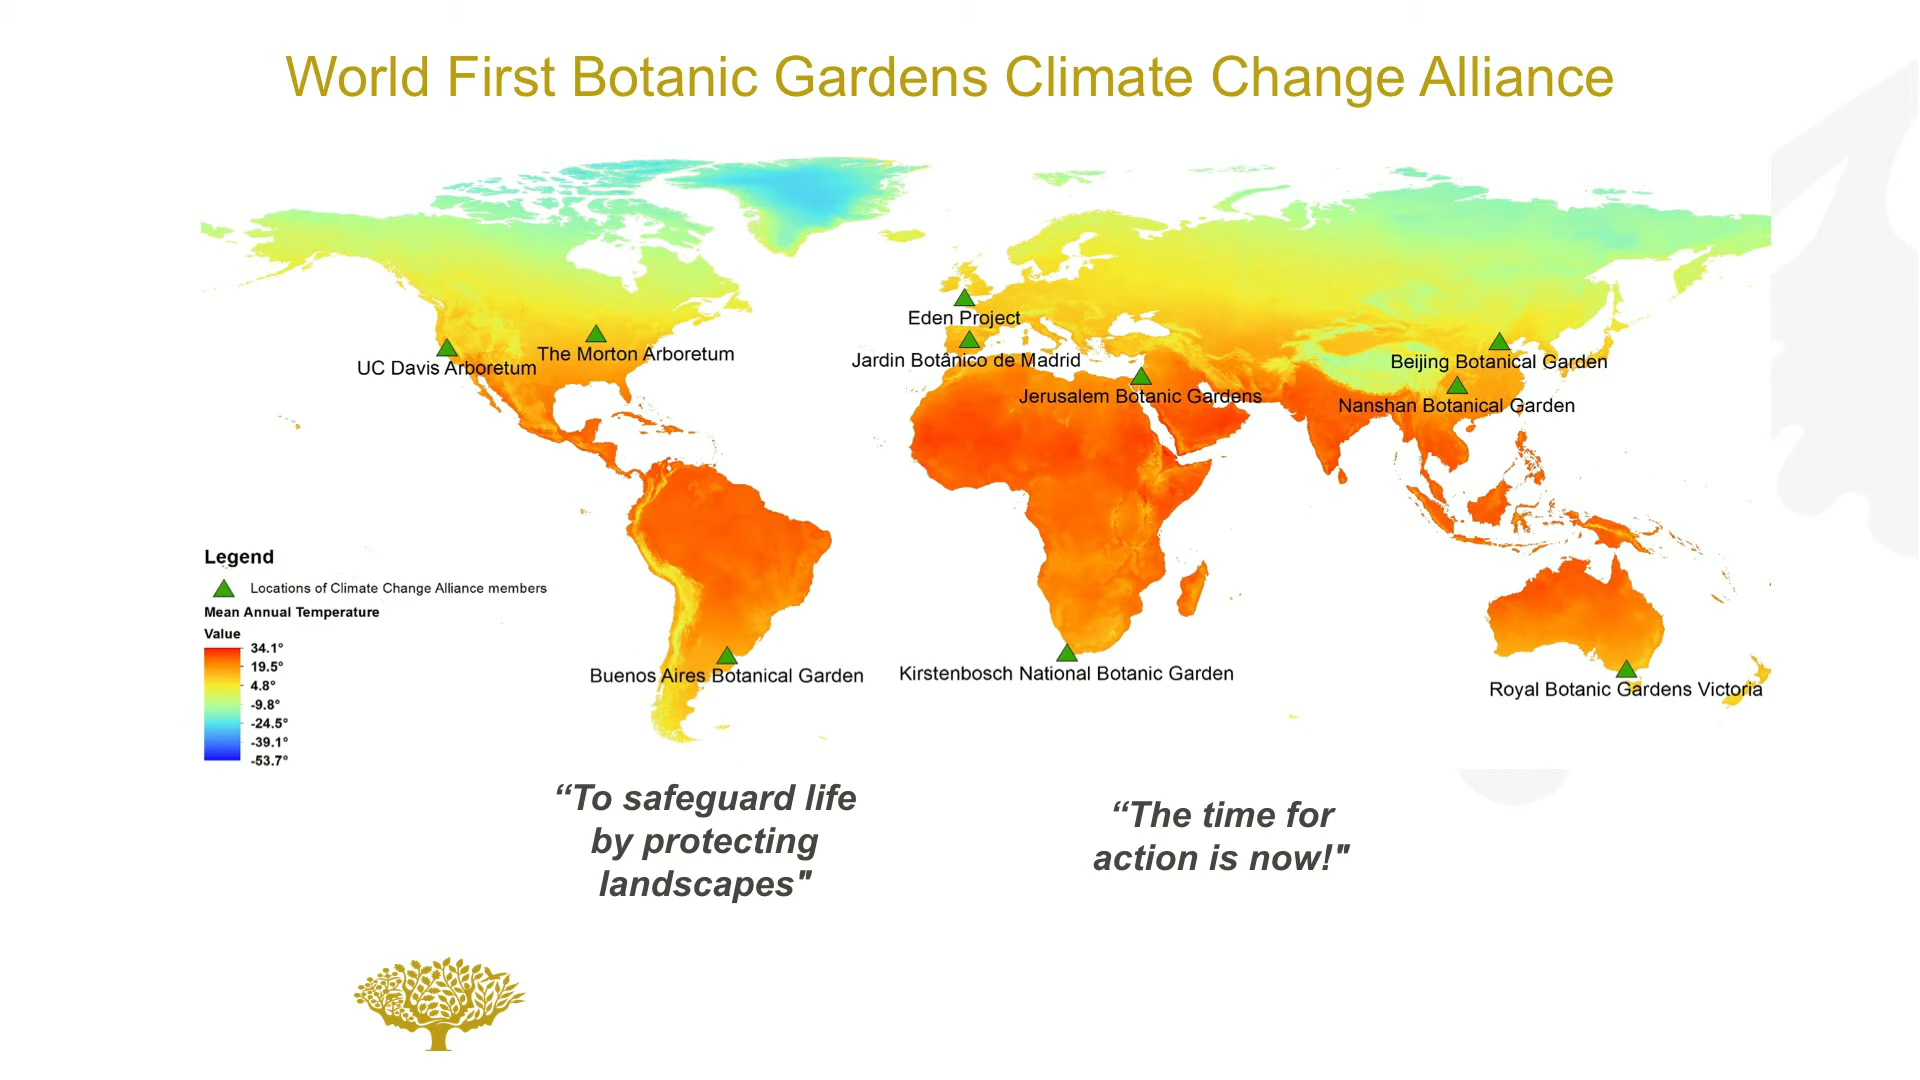 World First Botanic Gardens Climate Change Alliance
Eden Project
The Morton Arboretum
UC Davis Arboretum
Jardin Botânico de Madrid
Beijing Botanical Garden
Jerusalem Botanic Gardens
Nanshan Botanical Garden
Legend
Locations of Climate Change Alliance members
Mean Annual Temperature
Value
34.1°
19.5°
4.8°
-9.8°
-24.5°
-39.1°
-53.7°
Buenos Aires Botanical Garden
Kirstenbosch National Botanic Garden
Royal Botanic Gardens Victoria
“To safeguard life
by protecting
landscapes"
“The time for
action is now!"